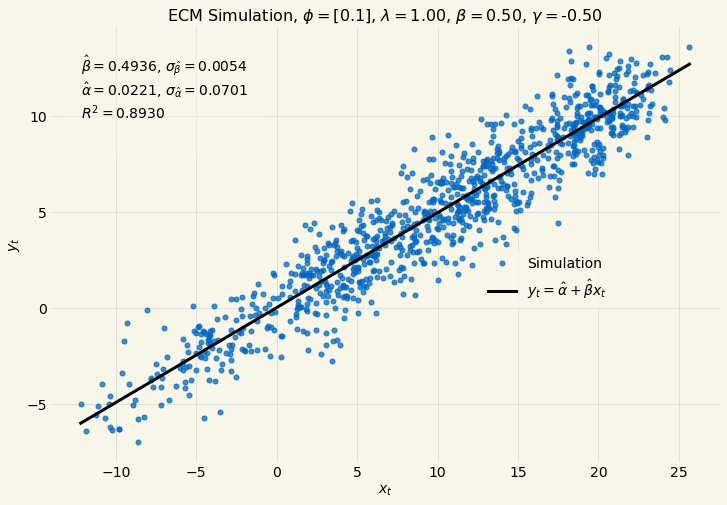 ECM Simulation, ϕ = [0.1], λ = 1.00, β = 0.50, γ = -0.50
β̂ = 0.4936, σ_β̂ = 0.0054
α̂ = 0.0221, σ_α̂ = 0.0701
R² = 0.8930
10
5
0
−5
y_t
Simulation
y_t = α̂ + β̂x_t
−10 −5 0 5 10 15 20 25
x_t